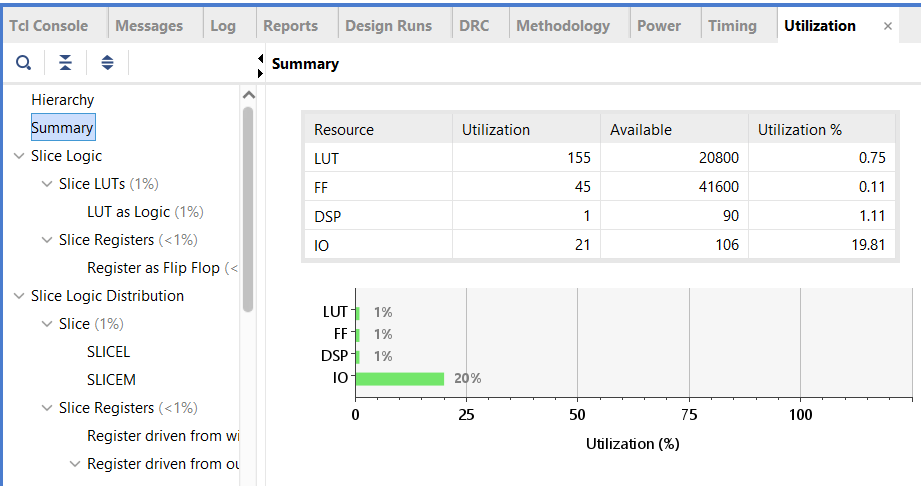 Tcl Console Messages Log Reports Design Runs DRC Methodology Power Timing Utilization ×
Summary
Hierarchy
Summary
Slice Logic
Slice LUTs (1%)
LUT as Logic (1%)
Slice Registers (<1%)
Register as Flip Flop (<
Slice Logic Distribution
Slice (1%)
SLICEL
SLICEM
Slice Registers (<1%)
Register driven from wi
Register driven from ou
Resource Utilization Available Utilization %
LUT 155 20800 0.75
FF 45 41600 0.11
DSP 1 90 1.11
IO 21 106 19.81
LUT 1%
FF 1%
DSP 1%
IO 20%
0 25 50 75 100
Utilization (%)